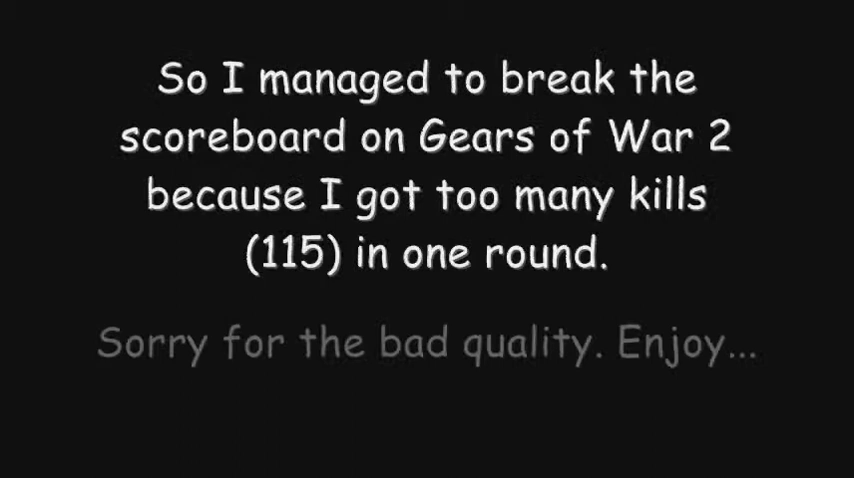 So I managed to break the
scoreboard on Gears of War 2
because I got too many kills
(115) in one round.
Sorry for the bad quality. Enjoy...